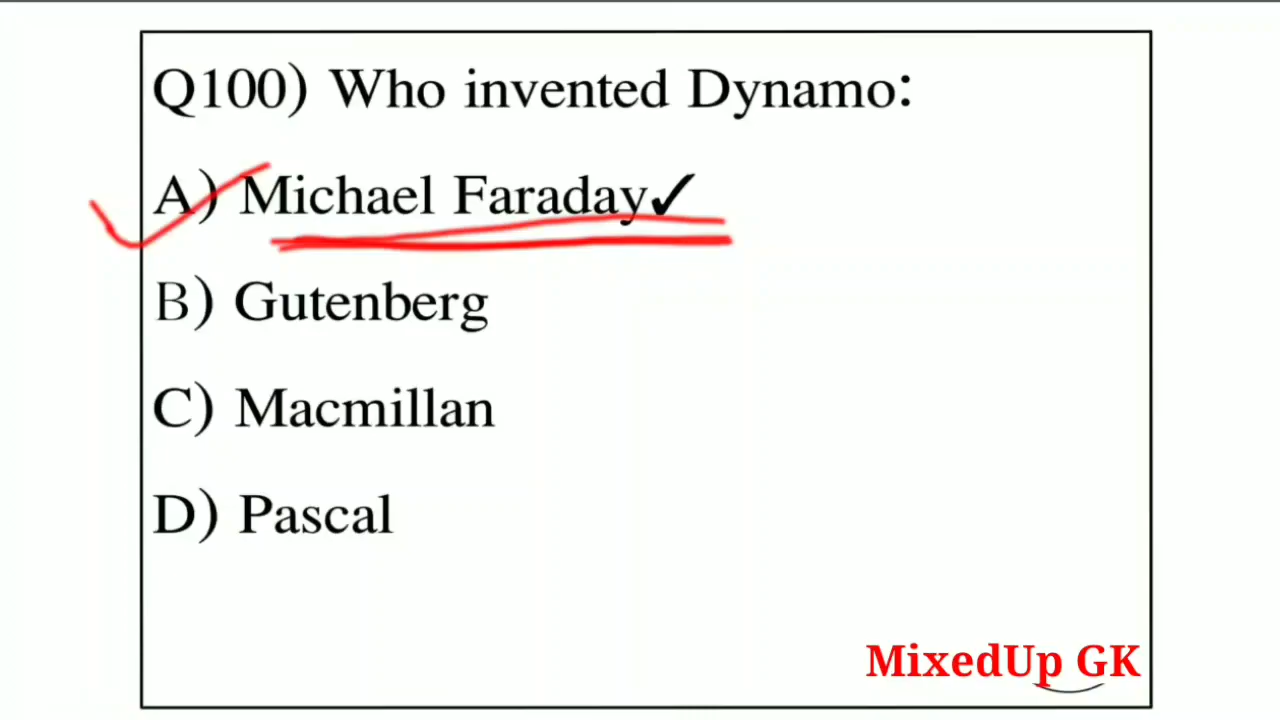 Q100) Who invented Dynamo:
A) Michael Faraday✓
B) Gutenberg
C) Macmillan
D) Pascal
MixedUp GK